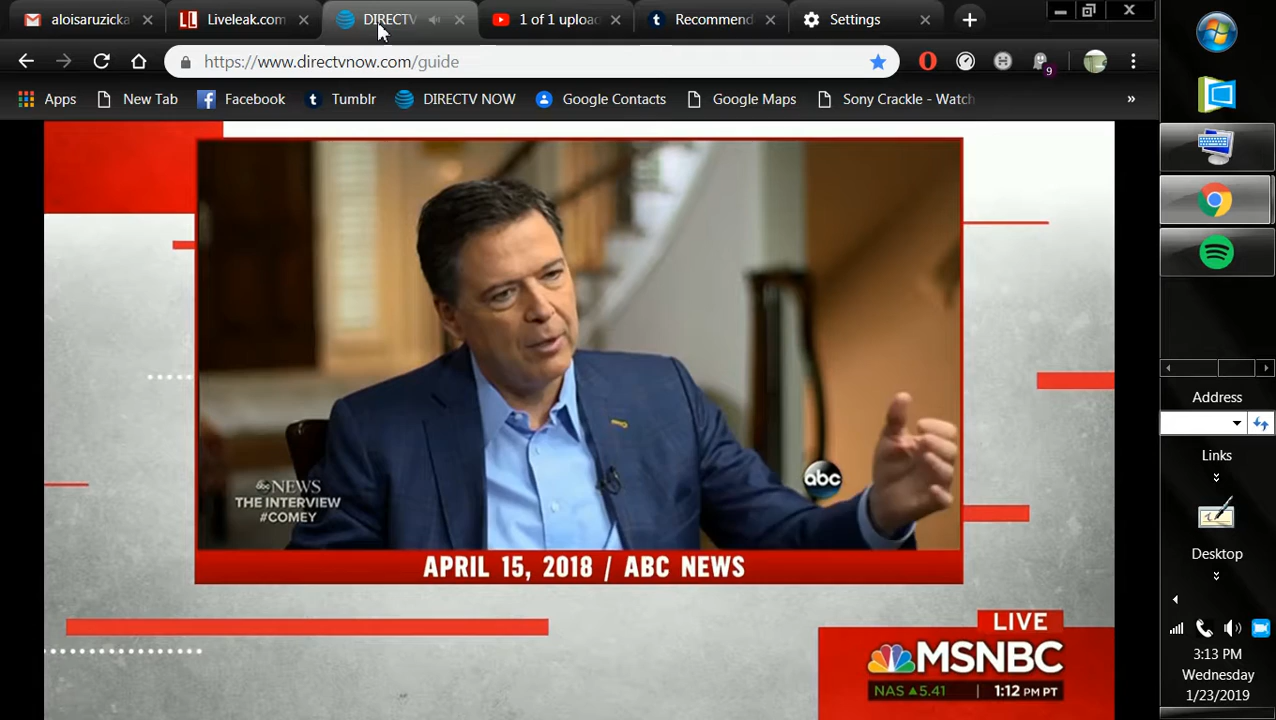 aloisaruzicka
Liveleak.com
DIRECTV
1 of 1 uploa
Recommend
Settings
https://www.directvnow.com/guide
9
Apps
New Tab
Facebook
Tumblr
DIRECTV NOW
Google Contacts
Google Maps
Sony Crackle - Watch
»
abc NEWS
THE INTERVIEW
#COMEY
abc
APRIL 15, 2018 / ABC NEWS
LIVE
MSNBC
NAS ▲5.41 | 1:12 PM PT
Address
Links
Desktop
3:13 PM
Wednesday
1/23/2019